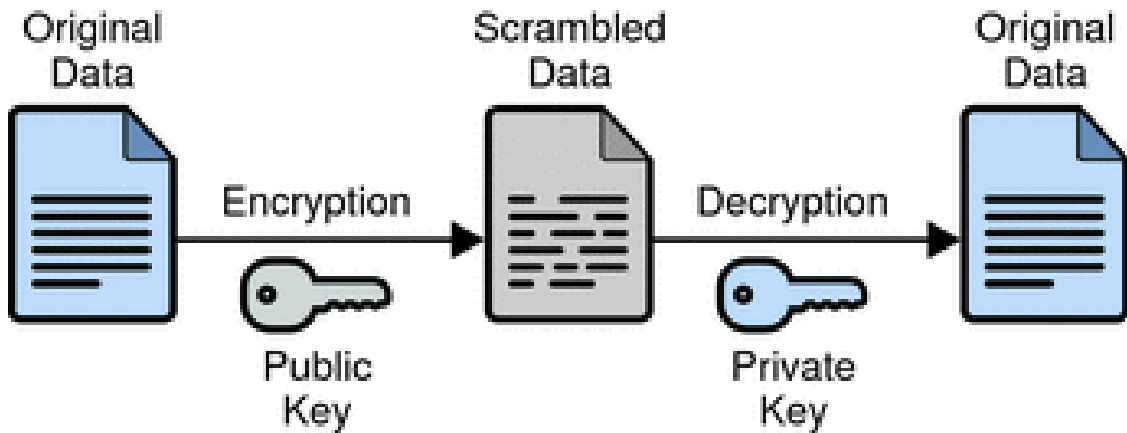 Original
Data
Scrambled
Data
Original
Data
Encryption
Decryption
Public
Key
Private
Key